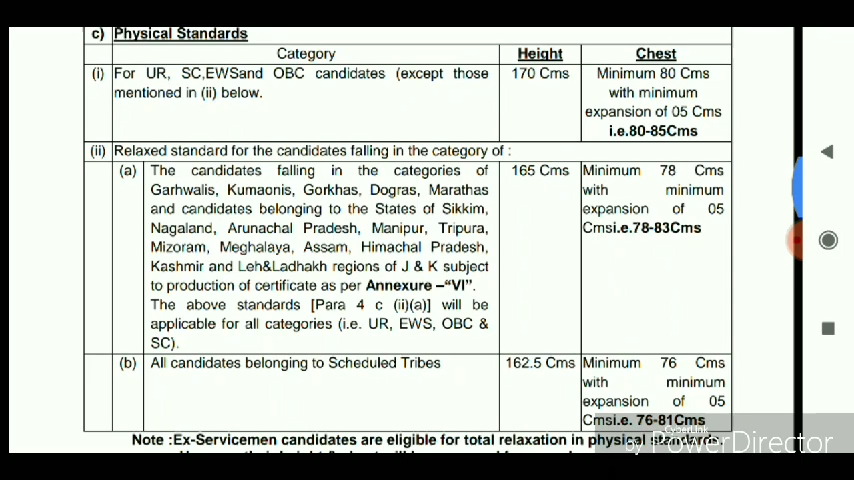 c) Physical Standards
Category Height Chest
(i) For UR, SC,EWSand OBC candidates (except those 170 Cms Minimum 80 Cms
mentioned in (ii) below. with minimum
expansion of 05 Cms
i.e.80-85Cms
(ii) Relaxed standard for the candidates falling in the category of :
(a) The candidates falling in the categories of 165 Cms Minimum 78 Cms
Garhwalis, Kumaonis, Gorkhas, Dogras, Marathas with minimum
and candidates belonging to the States of Sikkim, expansion of 05
Nagaland, Arunachal Pradesh, Manipur, Tripura, Cmsi.e.78-83Cms
Mizoram, Meghalaya, Assam, Himachal Pradesh,
Kashmir and Leh&Ladhakh regions of J & K subject
to production of certificate as per Annexure –“VI”.
The above standards [Para 4 c (ii)(a)] will be
applicable for all categories (i.e. UR, EWS, OBC &
SC).
(b) All candidates belonging to Scheduled Tribes 162.5 Cms Minimum 76 Cms
with minimum
expansion of 05
Cmsi.e. 76-81Cms
Note :Ex-Servicemen candidates are eligible for total relaxation in physical standards.
CyberLink
by PowerDirector